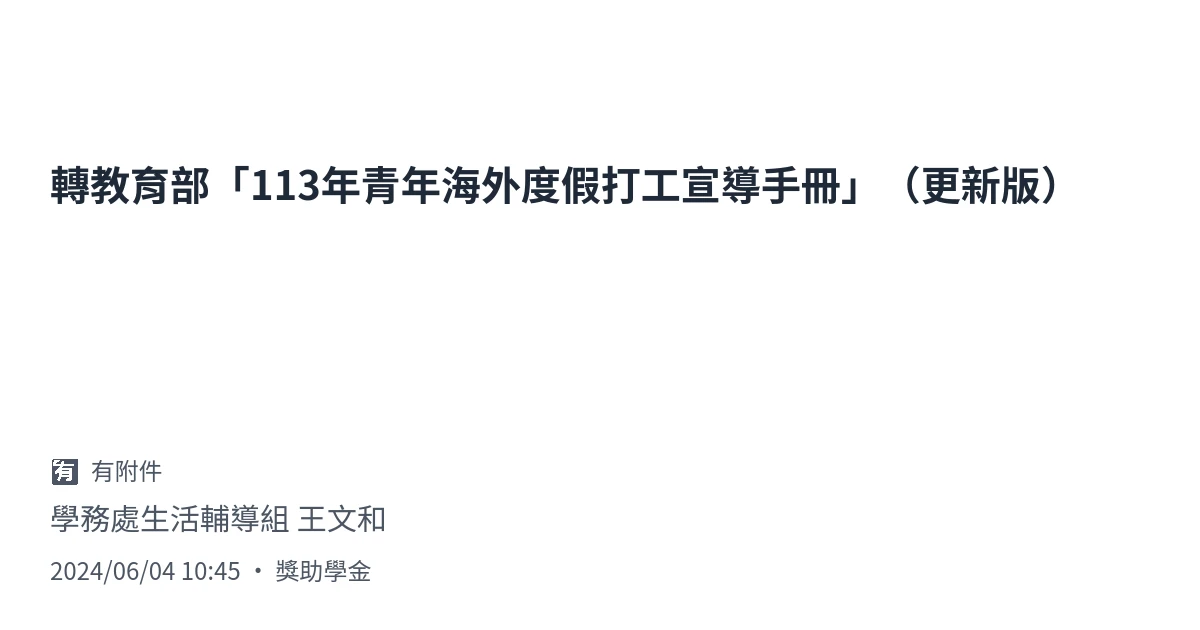 轉教育部「113年青年海外度假打工宣導手冊」（更新版）
有 有附件
學務處生活輔導組 王文和
2024/06/04 10:45 • 獎助學金